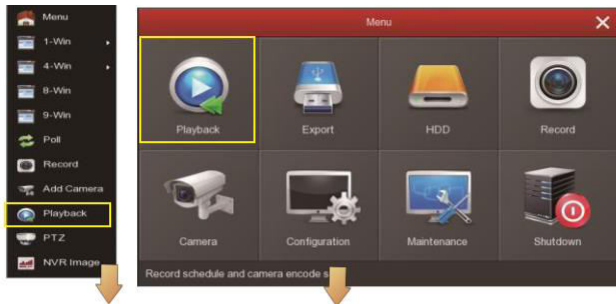 Menu
1-Win
4-Win
8-Win
9-Win
Poll
Record
Add Camera
Playback
PTZ
NVR Image
Menu
Playback
Export
HDD
Record
Camera
Configuration
Maintenance
Shutdown
Record schedule and camera encode s